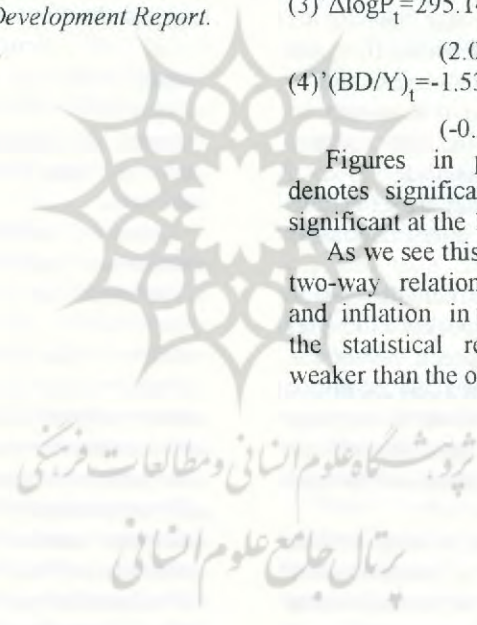 Development Report.
(3) ΔlogP_t=295.14
(2.0
(4)'(BD/Y)_t=-1.53
(-0.
Figures in
denotes significa
significant at the
As we see this
two-way relation
and inflation in
the statistical re
weaker than the o
پژوهشگاه علوم انسانی و مطالعات فرهنگی
پرتال جامع علوم انسانی